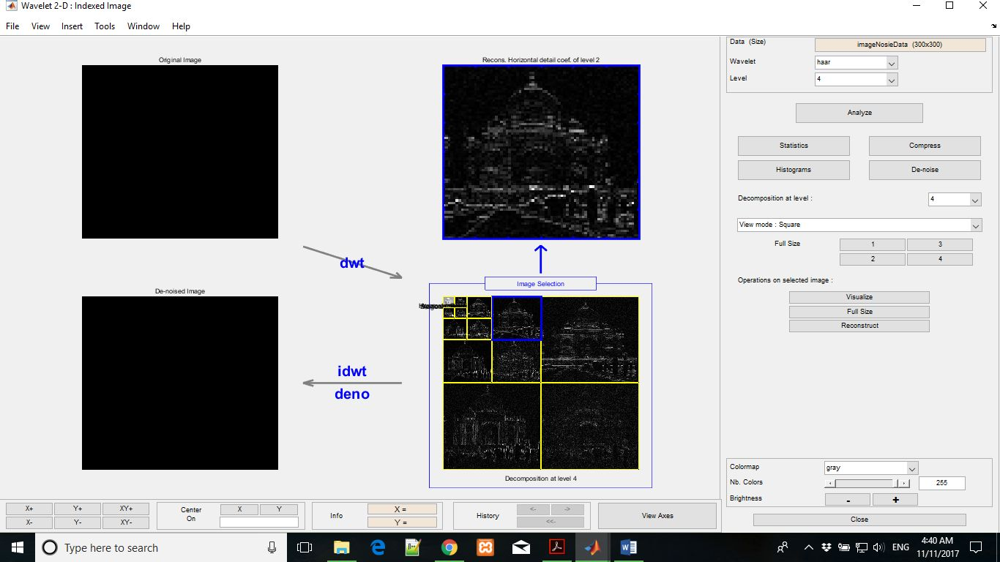 Wavelet 2-D : Indexed Image
File View Insert Tools Window Help
Original Image
Recons. Horizontal detail coef. of level 2
dwt
Image Selection
De-noised Image
idwt
deno
Decomposition at level 4
Data (Size) imageNosieData (300x300)
Wavelet haar
Level 4
Analyze
Statistics Compress
Histograms De-noise
Decomposition at level : 4
View mode : Square
Full Size 1 3
2 4
Operations on selected image :
Visualize
Full Size
Reconstruct
Colormap gray
Nb. Colors 255
Brightness - +
Close
X+ Y+ XY+
X- Y- XY-
Center
On
X Y
Info
X =
Y =
History
<- ->
<<-
View Axes
Type here to search
ENG
4:40 AM
11/11/2017